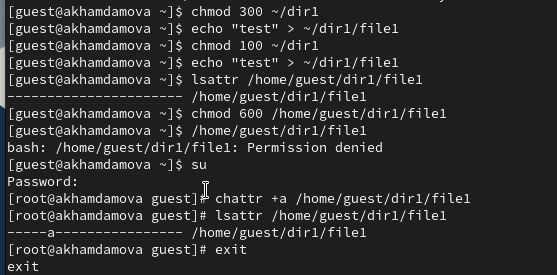 [guest@akhamdamova ~]$ chmod 300 ~/dir1
[guest@akhamdamova ~]$ echo "test" > ~/dir1/file1
[guest@akhamdamova ~]$ chmod 100 ~/dir1
[guest@akhamdamova ~]$ echo "test" > ~/dir1/file1
[guest@akhamdamova ~]$ lsattr /home/guest/dir1/file1
---------------------- /home/guest/dir1/file1
[guest@akhamdamova ~]$ chmod 600 /home/guest/dir1/file1
[guest@akhamdamova ~]$ /home/guest/dir1/file1
bash: /home/guest/dir1/file1: Permission denied
[guest@akhamdamova ~]$ su
Password:
[root@akhamdamova guest]# chattr +a /home/guest/dir1/file1
[root@akhamdamova guest]# lsattr /home/guest/dir1/file1
-----a---------------- /home/guest/dir1/file1
[root@akhamdamova guest]# exit
exit